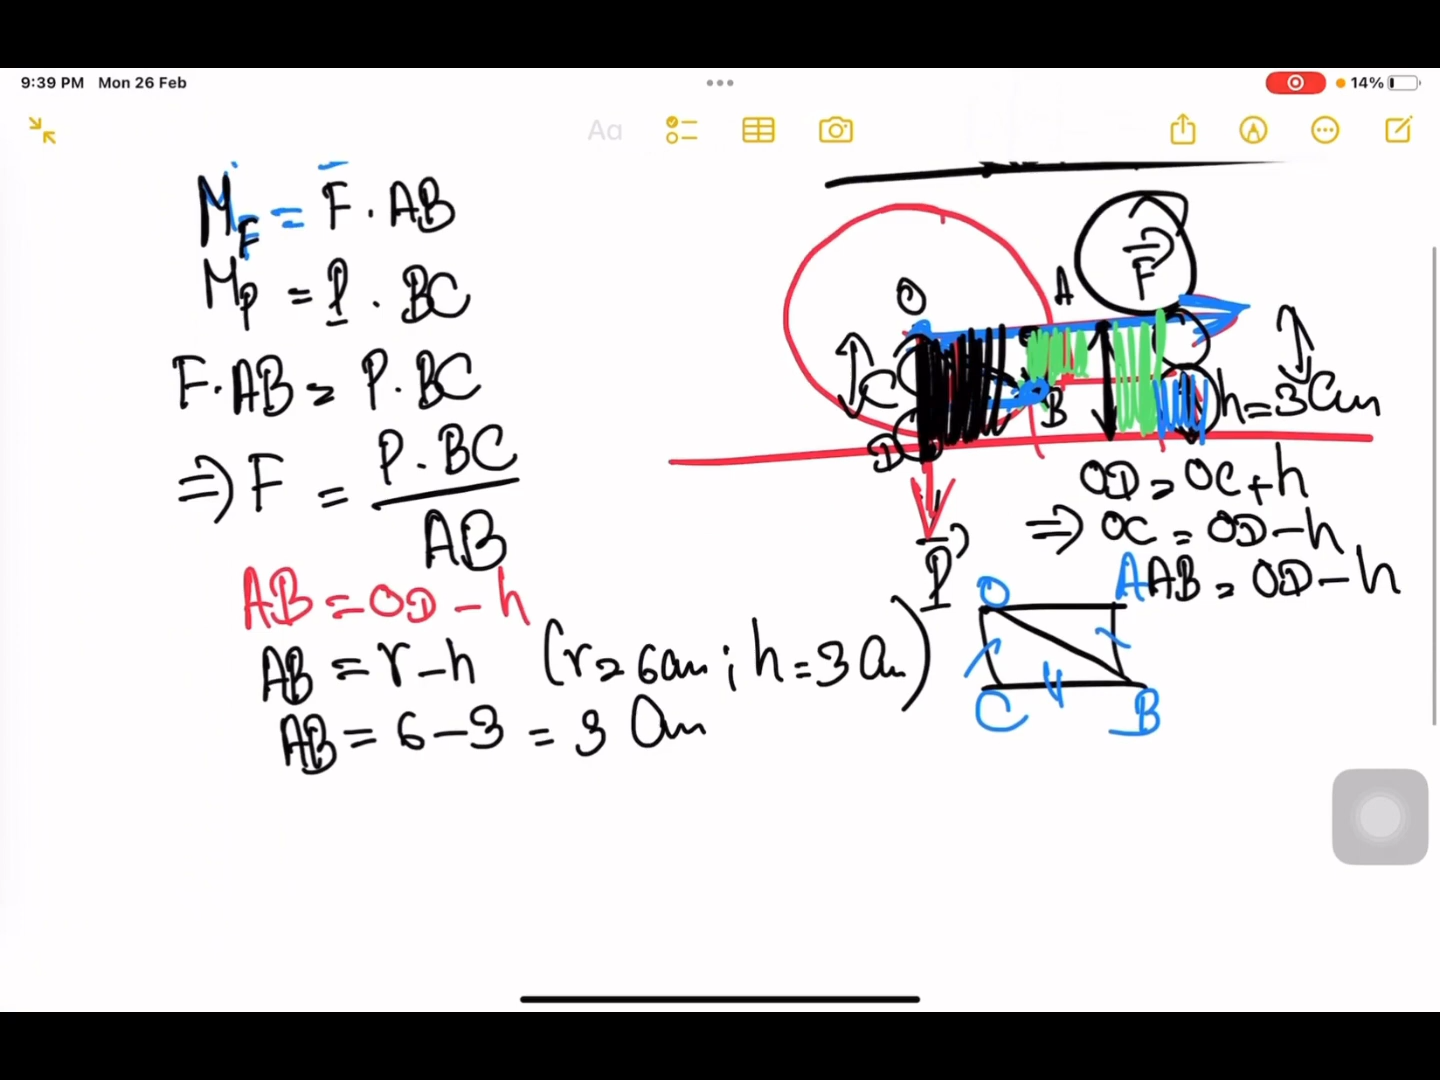 9:39 PM Mon 26 Feb
14%
Aa
M_F = F . AB
M_P = P . BC
F . AB = P . BC
=> F = P . BC / AB
AB = OD - h
AB = r - h (r = 6cm ; h = 3cm)
AB = 6 - 3 = 3 cm
O
A
F
C
B
D
h = 3cm
P
OD = OC + h
=> OC = OD - h
AB = OD - h
O
A
C
B